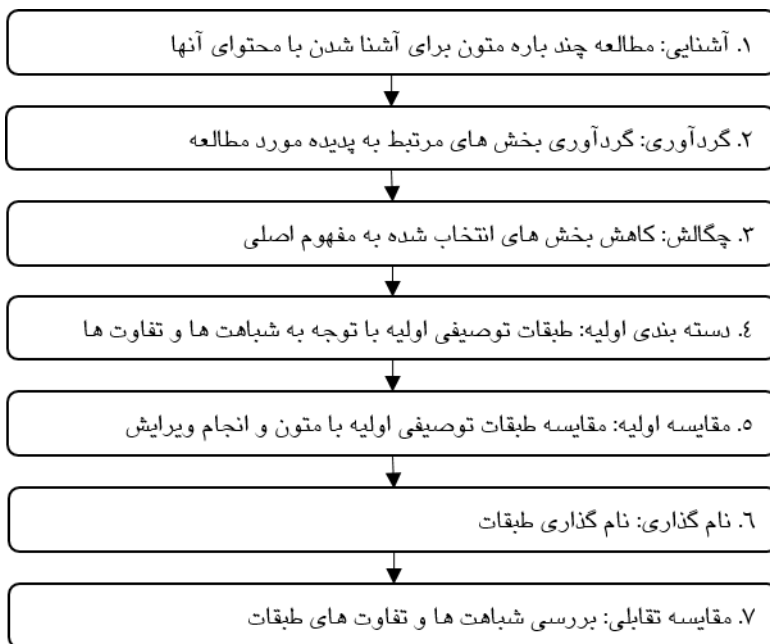 ۱. آشنایی: مطالعه چند باره متون برای آشنا شدن با محتوای آنها
۲. گردآوری: گردآوری بخش های مرتبط به پدیده مورد مطالعه
۳. چگالش: کاهش بخش های انتخاب شده به مفهوم اصلی
٤. دسته بندی اولیه: طبقات توصیفی اولیه با توجه به شباهت ها و تفاوت ها
٥. مقایسه اولیه: مقایسه طبقات توصیفی اولیه با متون و انجام ویرایش
٦. نام گذاری: نام گذاری طبقات
۷. مقایسه تقابلی: بررسی شباهت ها و تفاوت های طبقات